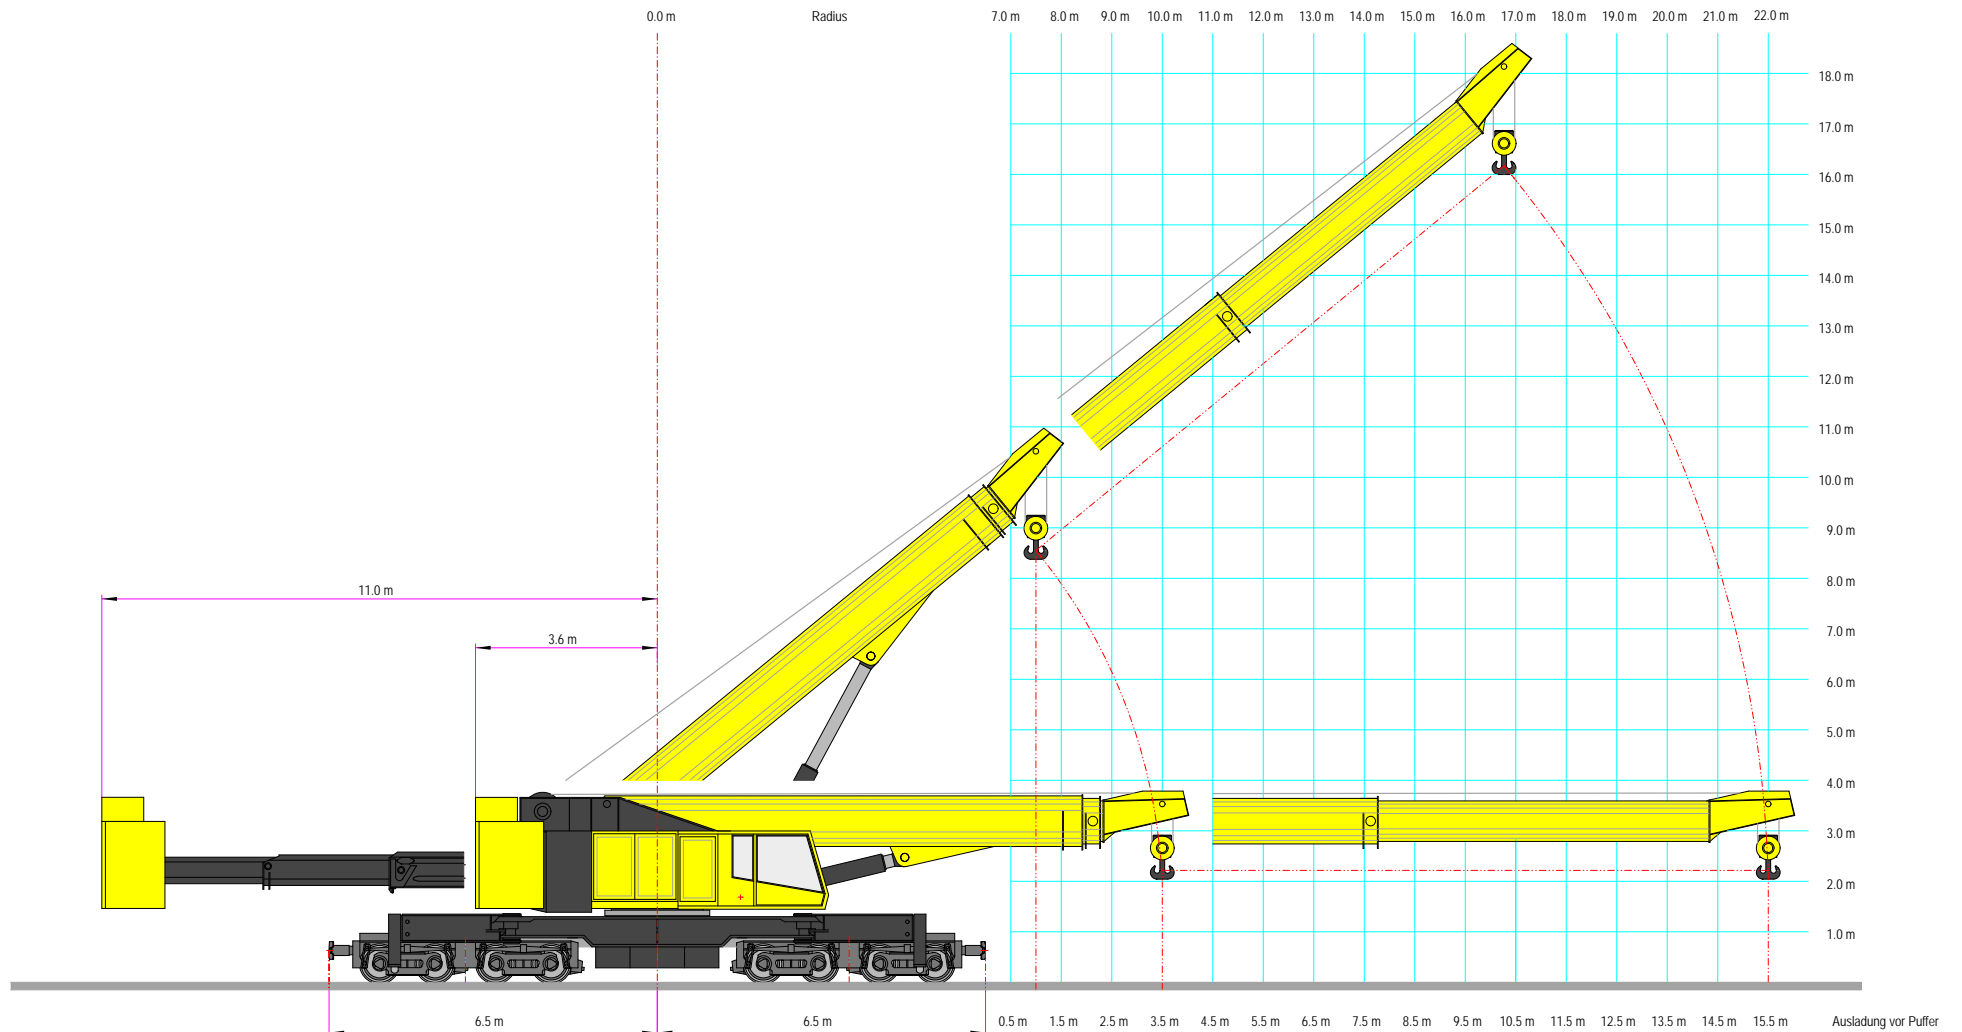 0.0 m Radius 7.0 m 8.0 m 9.0 m 10.0 m 11.0 m 12.0 m 13.0 m 14.0 m 15.0 m 16.0 m 17.0 m 18.0 m 19.0 m 20.0 m 21.0 m 22.0 m
18.0 m
17.0 m
16.0 m
15.0 m
14.0 m
13.0 m
12.0 m
11.0 m
10.0 m
9.0 m
8.0 m
11.0 m
7.0 m
3.6 m
6.0 m
5.0 m
4.0 m
3.0 m
2.0 m
1.0 m
6.5 m 6.5 m 0.5 m 1.5 m 2.5 m 3.5 m 4.5 m 5.5 m 6.5 m 7.5 m 8.5 m 9.5 m 10.5 m 11.5 m 12.5 m 13.5 m 14.5 m 15.5 m Ausladung vor Puffer